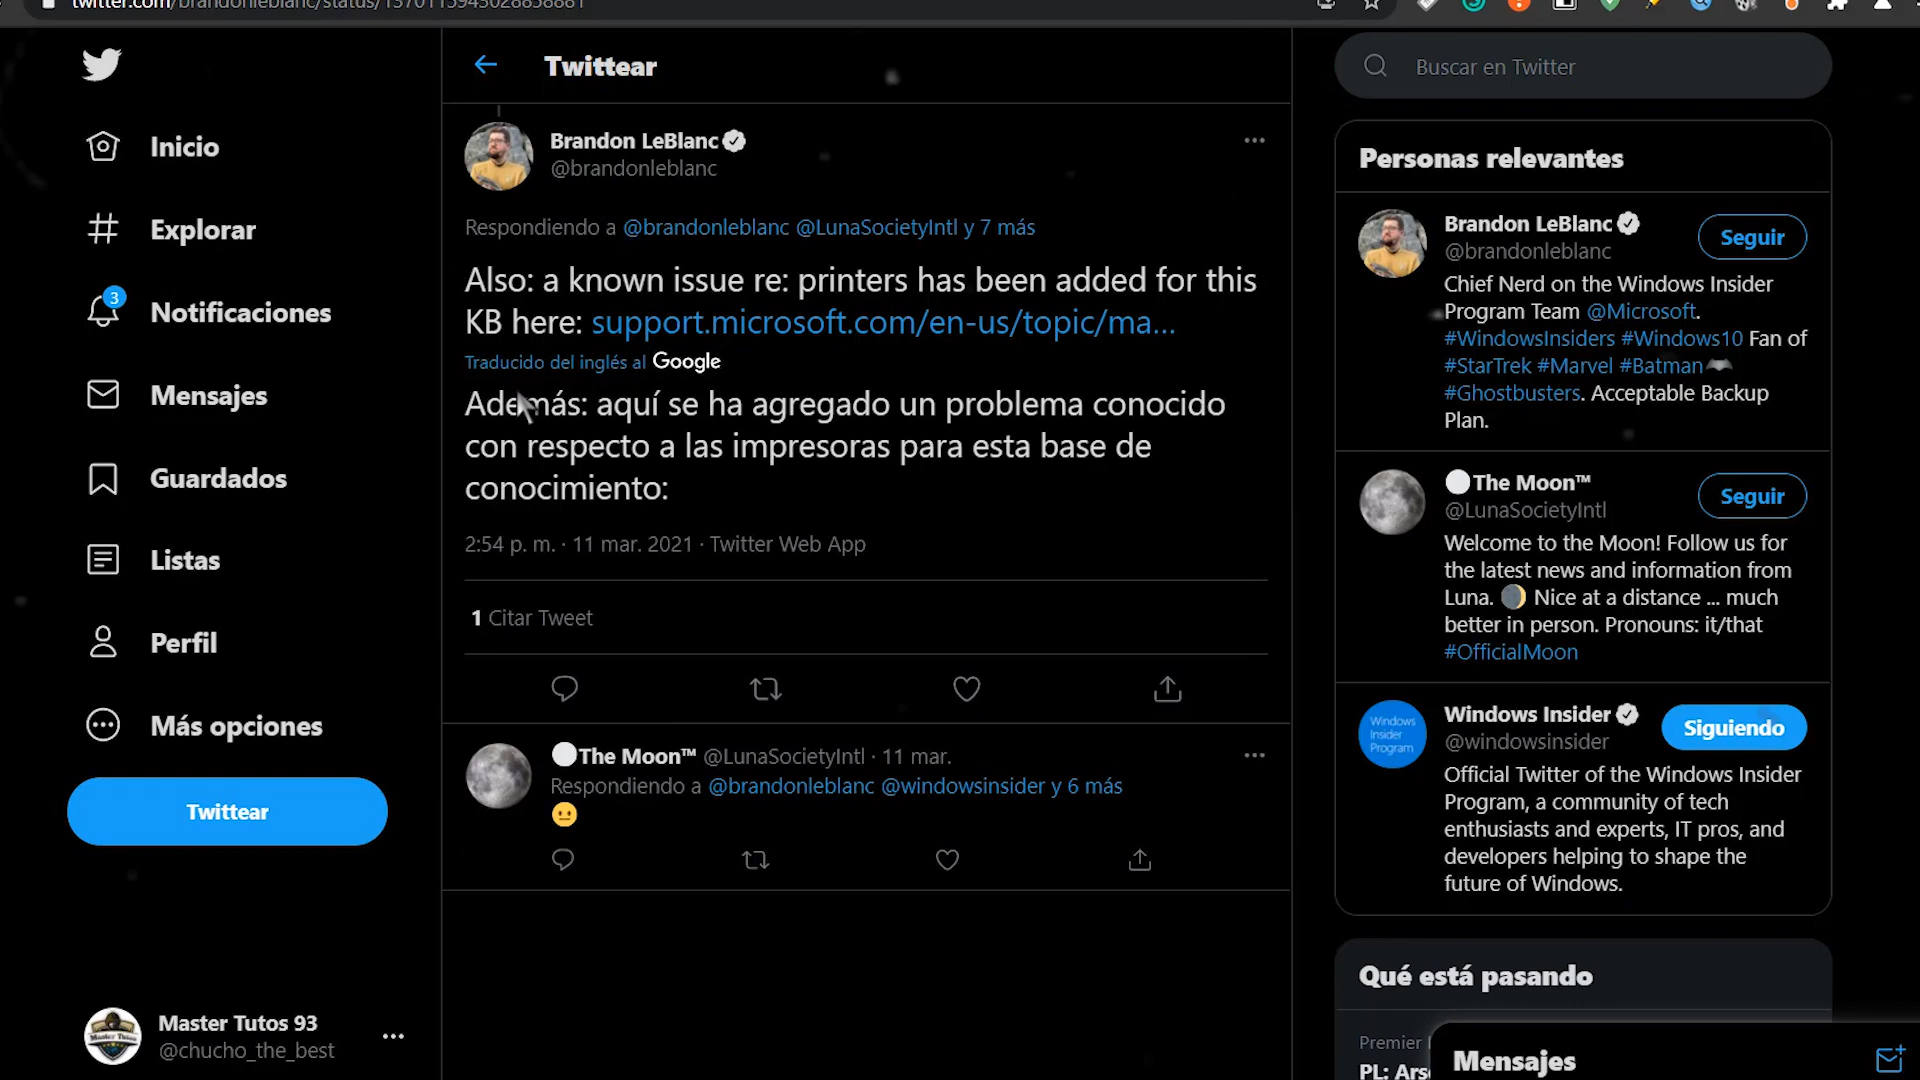 twitter.com/brandonleblanc/status/1370115945028858881
Inicio
Explorar
3
Notificaciones
Mensajes
Guardados
Listas
Perfil
Más opciones
Twittear
Master Tutos 93
@chucho_the_best
Twittear
Brandon LeBlanc
@brandonleblanc
Respondiendo a @brandonleblanc @LunaSocietyIntl y 7 más
Also: a known issue re: printers has been added for this
KB here: support.microsoft.com/en-us/topic/ma...
Traducido del inglés al Google
Además: aquí se ha agregado un problema conocido
con respecto a las impresoras para esta base de
conocimiento:
2:54 p. m. · 11 mar. 2021 · Twitter Web App
1 Citar Tweet
The Moon™ @LunaSocietyIntl · 11 mar.
Respondiendo a @brandonleblanc @windowsinsider y 6 más
😐
Buscar en Twitter
Personas relevantes
Brandon LeBlanc
@brandonleblanc
Seguir
Chief Nerd on the Windows Insider
Program Team @Microsoft.
#WindowsInsiders #Windows10 Fan of
#StarTrek #Marvel #Batman
#Ghostbusters. Acceptable Backup
Plan.
The Moon™
@LunaSocietyIntl
Seguir
Welcome to the Moon! Follow us for
the latest news and information from
Luna. 🌖 Nice at a distance ... much
better in person. Pronouns: it/that
#OfficialMoon
Windows Insider Program
Windows Insider
@windowsinsider
Siguiendo
Official Twitter of the Windows Insider
Program, a community of tech
enthusiasts and experts, IT pros, and
developers helping to shape the
future of Windows.
Qué está pasando
Premier
PL: Ars
Mensajes